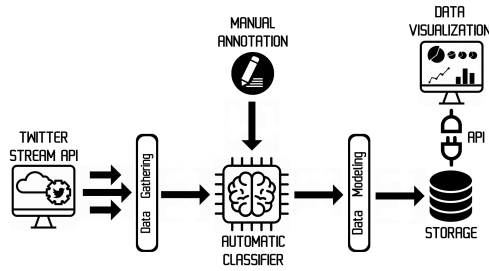 MANUAL
ANNOTATION
DATA
VISUALIZATION
TWITTER
STREAM API
Data Gathering
AUTOMATIC
CLASSIFIER
Data Modeling
API
STORAGE